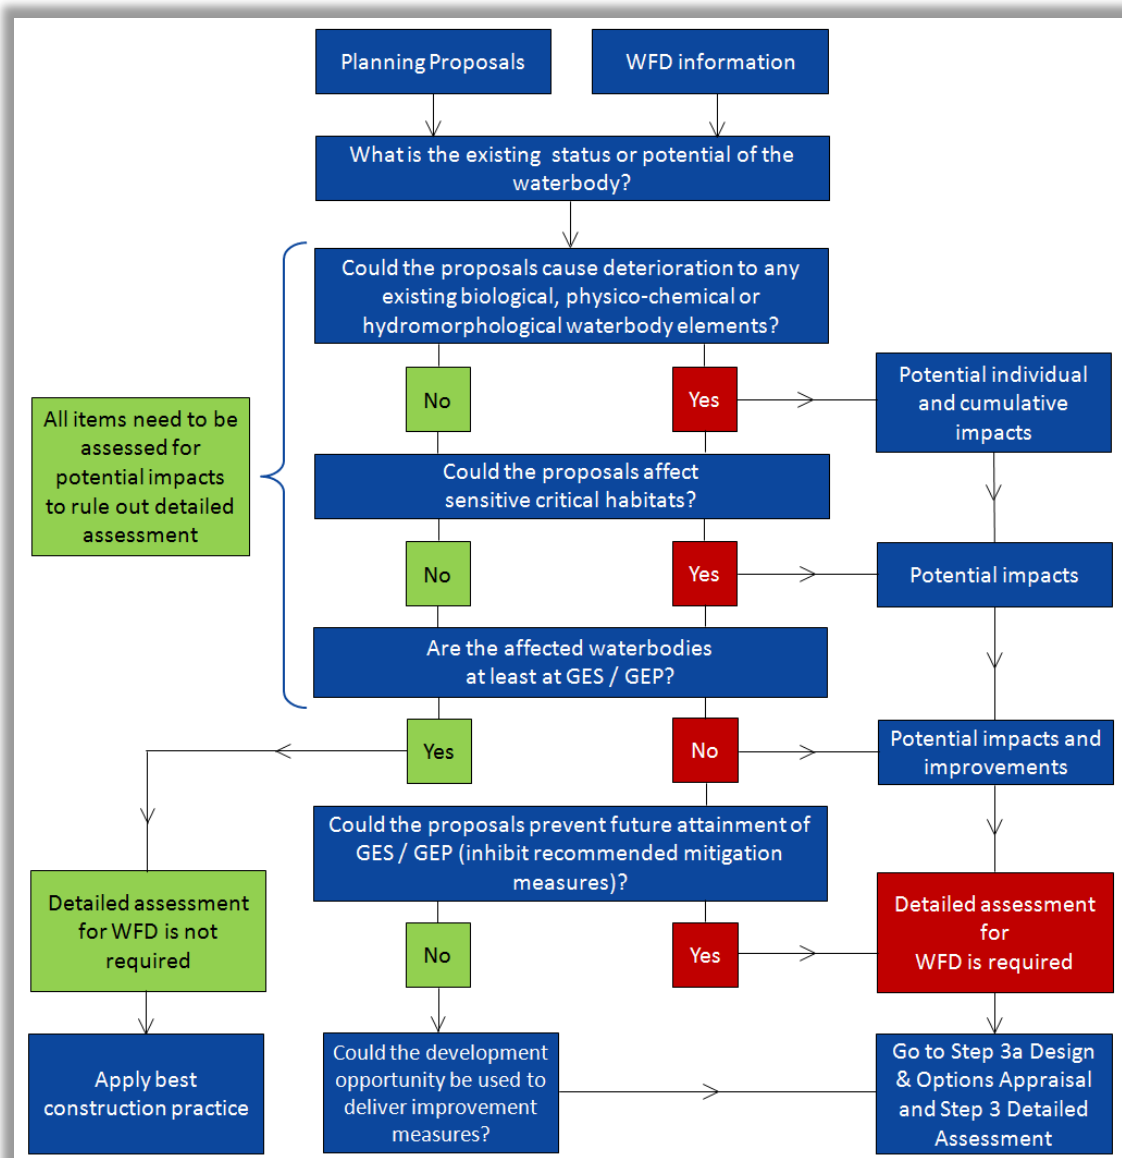 Planning Proposals
WFD information
What is the existing status or potential of the
waterbody?
Could the proposals cause deterioration to any
existing biological, physico-chemical or
hydromorphological waterbody elements?
No
Yes
Potential individual
and cumulative
impacts
All items need to be
assessed for
potential impacts
to rule out detailed
assessment
Could the proposals affect
sensitive critical habitats?
No
Yes
Potential impacts
Are the affected waterbodies
at least at GES / GEP?
Yes
No
Potential impacts and
improvements
Could the proposals prevent future attainment of
GES / GEP (inhibit recommended mitigation
measures)?
Detailed assessment
for WFD is not
required
No
Yes
Detailed assessment
for
WFD is required
Apply best
construction practice
Could the development
opportunity be used to
deliver improvement
measures?
Go to Step 3a Design
& Options Appraisal
and Step 3 Detailed
Assessment